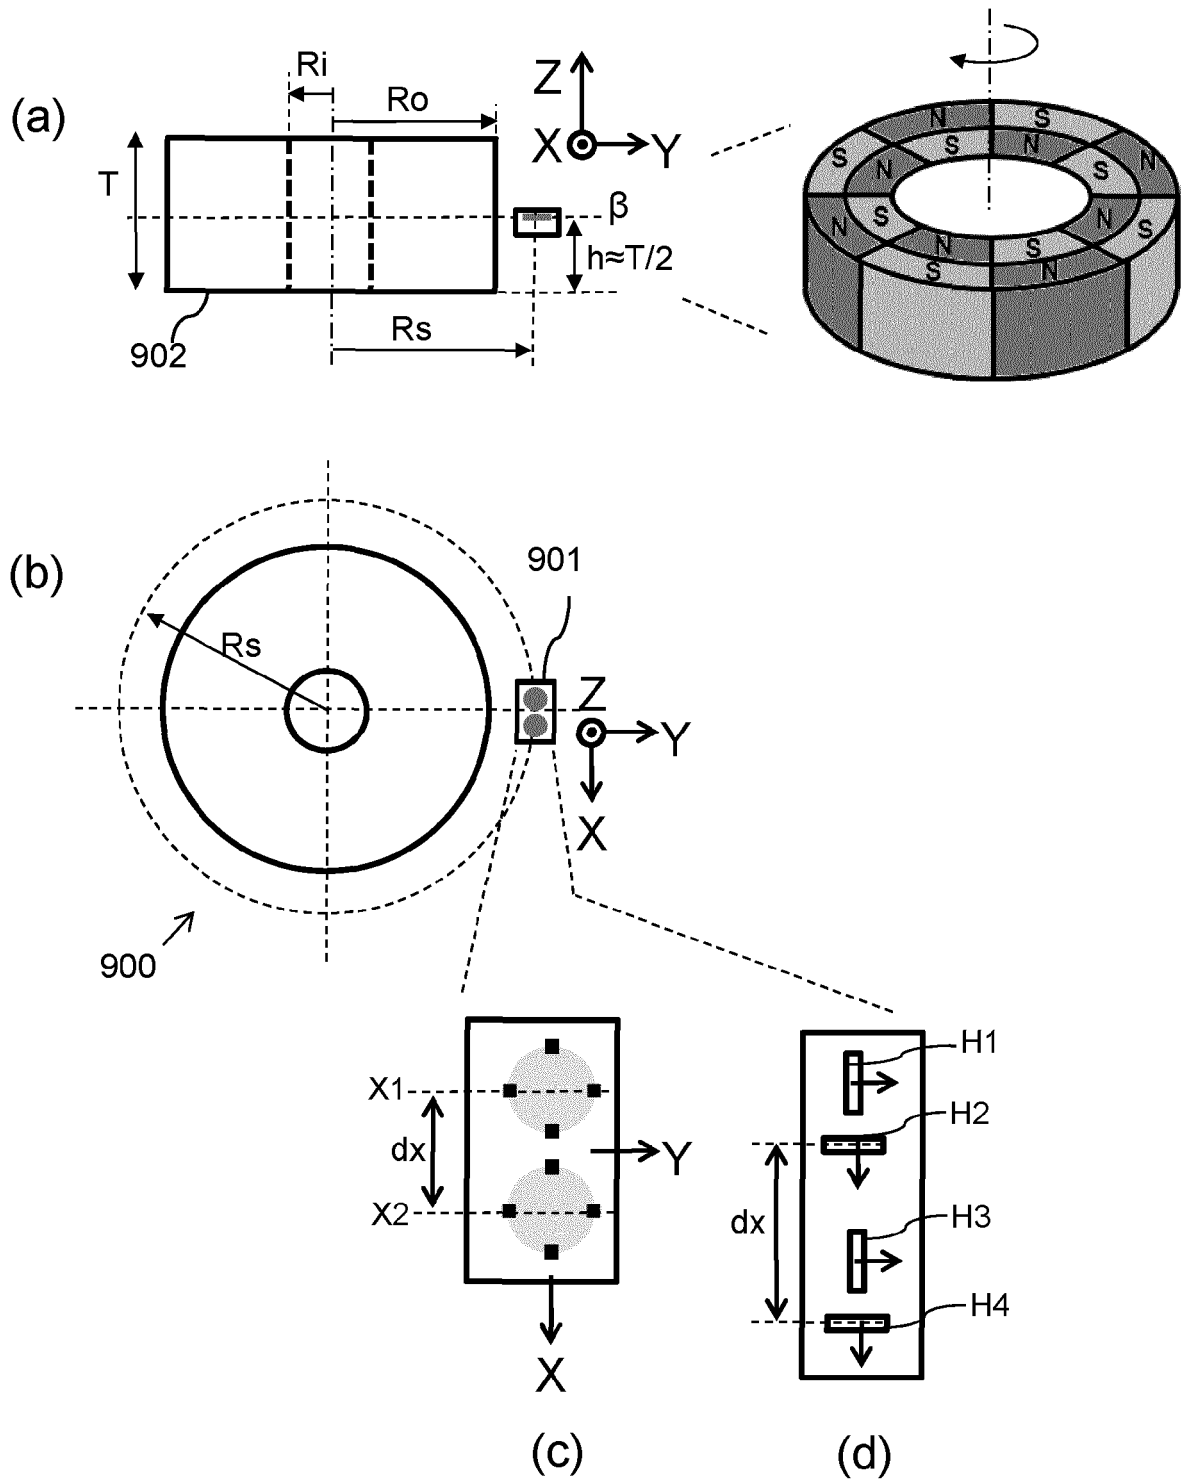 (a)
Ri
Ro
Z
X
Y
T
β
h≈T/2
Rs
902
N
S
S
N
N
S
S
N
S
N
N
S
N
S
N
S
S
N
(b)
901
Rs
Z
Y
X
900
X1
dx
X2
Y
X
(c)
H1
H2
dx
H3
H4
(d)